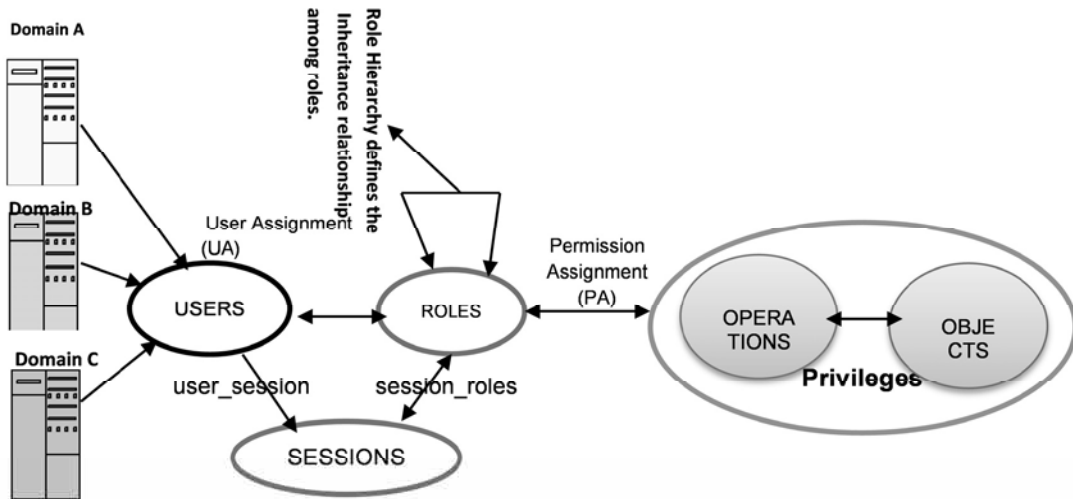 Domain A
Role Hierarchy defines the
Inheritance relationship
among roles.
Domain B
User Assignment
(UA)
Permission
Assignment
(PA)
USERS
ROLES
OPERA
TIONS
OBJE
CTS
Privileges
Domain C
user_session
session_roles
SESSIONS